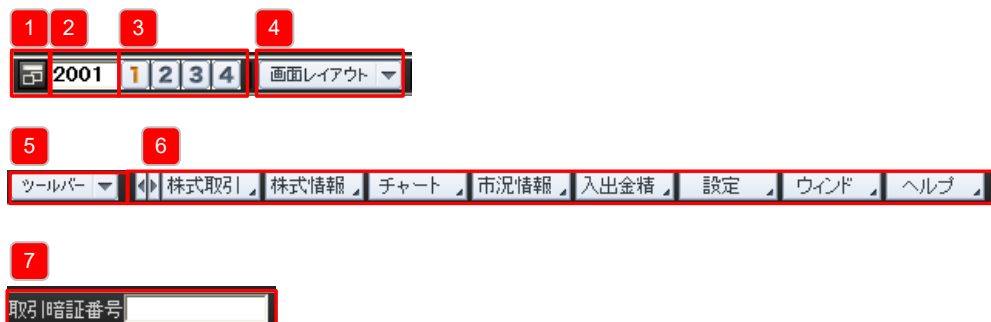 1 2 3 4
2001 1 2 3 4 画面レイアウト
5 6
ツールバー 株式取引 株式情報 チャート 市況情報 入出金精 設定 ウィンド ヘルプ
7
取引暗証番号